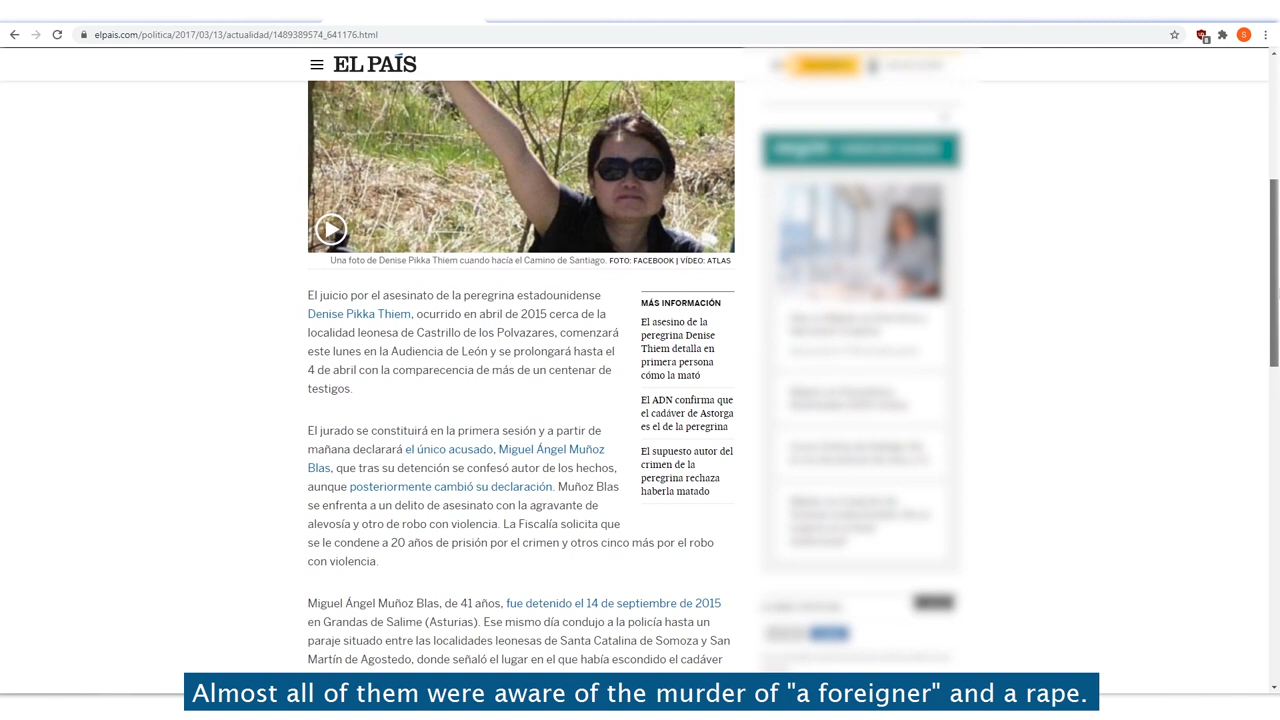 elpais.com/politica/2017/03/13/actualidad/1489389574_641176.html
S
EL PAÍS
Una foto de Denise Pikka Thiem cuando hacía el Camino de Santiago. FOTO: FACEBOOK | VÍDEO: ATLAS
El juicio por el asesinato de la peregrina estadounidense
Denise Pikka Thiem, ocurrido en abril de 2015 cerca de la
localidad leonesa de Castrillo de los Polvazares, comenzará
este lunes en la Audiencia de León y se prolongará hasta el
4 de abril con la comparecencia de más de un centenar de
testigos.
MÁS INFORMACIÓN
El asesino de la
peregrina Denise
Thiem detalla en
primera persona
cómo la mató
El ADN confirma que
el cadáver de Astorga
es el de la peregrina
El supuesto autor del
crimen de la
peregrina rechaza
haberla matado
El jurado se constituirá en la primera sesión y a partir de
mañana declarará el único acusado, Miguel Ángel Muñoz
Blas, que tras su detención se confesó autor de los hechos,
aunque posteriormente cambió su declaración. Muñoz Blas
se enfrenta a un delito de asesinato con la agravante de
alevosía y otro de robo con violencia. La Fiscalía solicita que
se le condene a 20 años de prisión por el crimen y otros cinco más por el robo
con violencia.
Miguel Ángel Muñoz Blas, de 41 años, fue detenido el 14 de septiembre de 2015
en Grandas de Salime (Asturias). Ese mismo día condujo a la policía hasta un
paraje situado entre las localidades leonesas de Santa Catalina de Somoza y San
Martín de Agostedo, donde señaló el lugar en el que había escondido el cadáver
Almost all of them were aware of the murder of "a foreigner" and a rape.